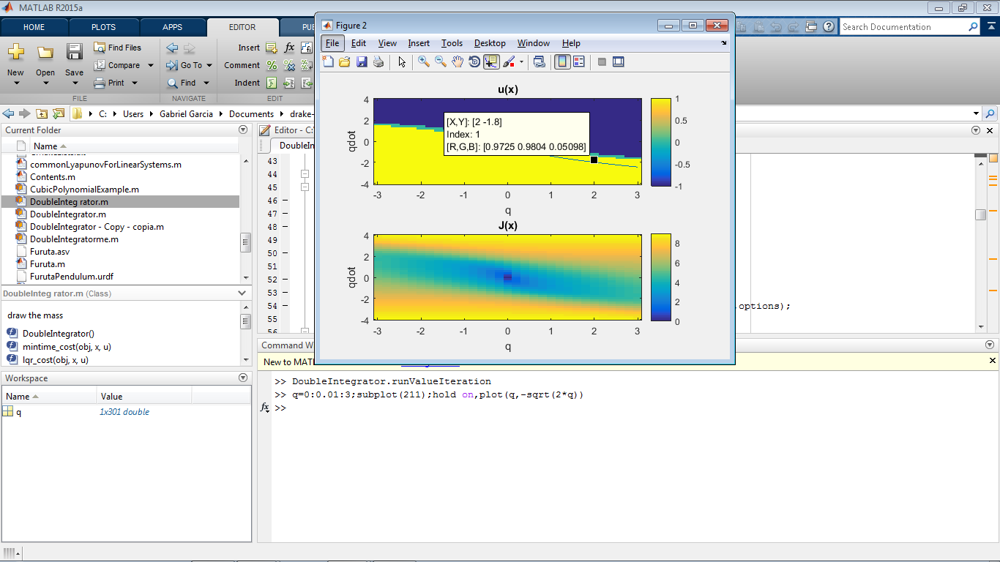 MATLAB R2015a
HOME PLOTS APPS EDITOR PU
Search Documentation
New Open Save
Find Files
Compare
Print
Go To
Find
Insert
Comment
Indent
FILE NAVIGATE EDIT
C: Users Gabriel Garcia Documents drake-
Current Folder
Name
commonLyapunovForLinearSystems.m
Contents.m
CubicPolynomialExample.m
DoubleInteg rator.m
DoubleIntegrator.m
DoubleIntegrator - Copy - copia.m
DoubleIntegratorme.m
Furuta.asv
Furuta.m
FurutaPendulum.urdf
DoubleInteg rator.m (Class)
draw the mass
DoubleIntegrator()
mintime_cost(obj, x, u)
lqr_cost(obj, x, u)
Workspace
Name Value
q 1x301 double
Editor - C:
DoubleIn
43
44
45
46
47
48
49
50
51
52
53
54
55
56
.options);
Figure 2
File Edit View Insert Tools Desktop Window Help
u(x)
4
2
0
-2
-4
qdot
[X,Y]: [2 -1.8]
Index: 1
[R,G,B]: [0.9725 0.9804 0.05098]
-3 -2 -1 0 1 2 3
q
1
0.5
0
-0.5
-1
J(x)
4
2
0
-2
-4
qdot
-3 -2 -1 0 1 2 3
q
8
6
4
2
0
Command W
New to MATL
>> DoubleIntegrator.runValueIteration
>> q=0:0.01:3;subplot(211);hold on,plot(q,-sqrt(2*q))
fx >>